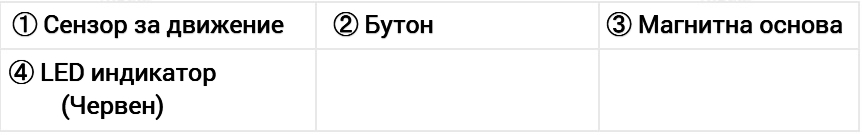 ① Сензор за движение ② Бутон ③ Магнитна основа
④ LED индикатор
(Червен)